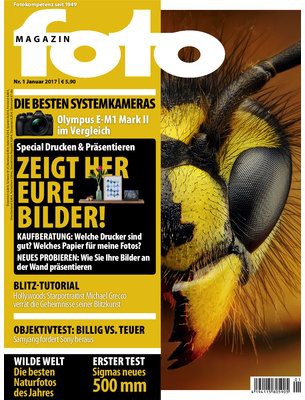 Fotokompetenz seit 1949
MAGAZIN
foto
Nr. 1 Januar 2017 | € 5,90
DIE BESTEN SYSTEMKAMERAS
Olympus E-M1 Mark II
im Vergleich
Special Drucken & Präsentieren
ZEIGT HER
EURE
BILDER!
KAUFBERATUNG: Welche Drucker sind
gut? Welches Papier für meine Fotos?
NEUES PROBIEREN: Wie Sie Ihre Bilder an
der Wand präsentieren
BLITZ-TUTORIAL
Hollywoods Starporträtist Michael Grecco
verrät die Geheimnisse seiner Blitzkunst
OBJEKTIVTEST: BILLIG VS. TEUER
Samyang fordert Sony heraus
WILDE WELT
Die besten
Naturfotos
des Jahres
ERSTER TEST
Sigmas neues
500 mm
01